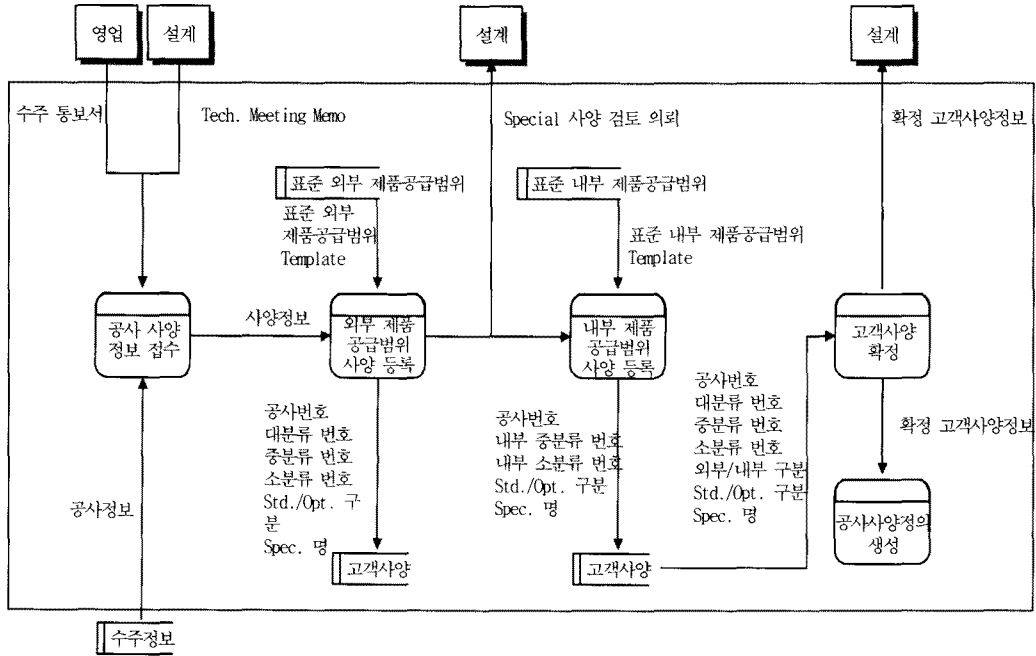 영업
설계
설계
설계
수주 통보서
Tech. Meeting Memo
Special 사양 검토 의뢰
확정 고객사양정보
표준 외부 제품공급범위
표준 내부 제품공급범위
표준 외부
제품공급범위
Template
표준 내부 제품공급범위
Template
공사 사양
정보 접수
사양정보
외부 제품
공급범위
사양 등록
내부 제품
공급범위
사양 등록
고객사양
확정
공사번호
대분류 번호
중분류 번호
소분류 번호
Std./Opt. 구
분
Spec. 명
공사번호
내부 중분류 번호
내부 소분류 번호
Std./Opt. 구분
Spec. 명
공사번호
대분류 번호
중분류 번호
소분류 번호
외부/내부 구분
Std./Opt. 구분
Spec. 명
확정 고객사양정보
공사정보
공사사양정의
생성
고객사양
고객사양
수주정보